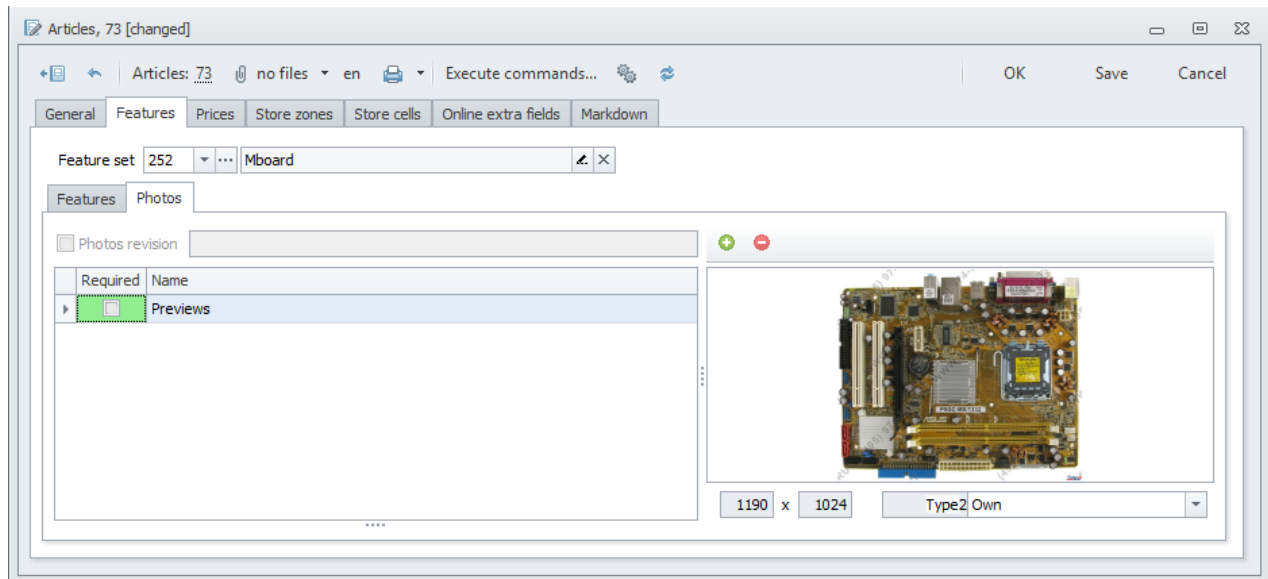 Articles, 73 [changed]
Articles: 73 no files en Execute commands... OK Save Cancel
General Features Prices Store zones Store cells Online extra fields Markdown
Feature set 252 Mboard
Features Photos
Photos revision
Required Name
Previews
1190 x 1024 Type2 Own